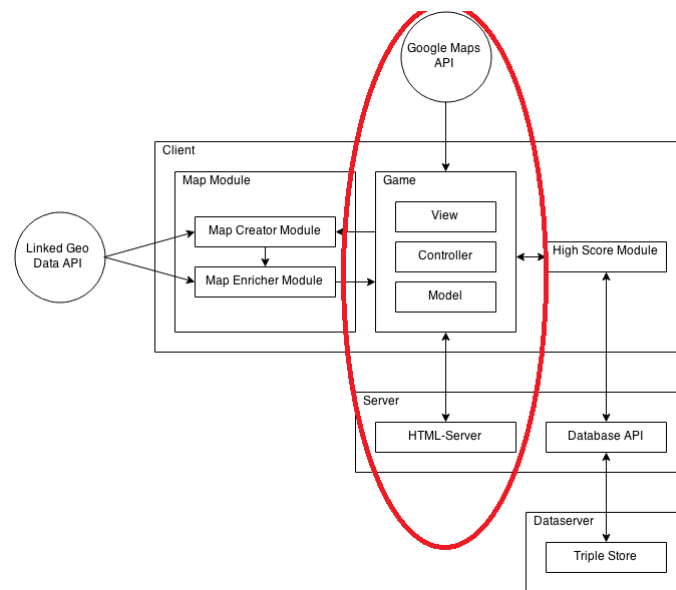 Google Maps
API
Client
Map Module
Game
View
Map Creator Module
Linked Geo
Data API
Controller
High Score Module
Map Enricher Module
Model
Server
HTML-Server
Database API
Dataserver
Triple Store